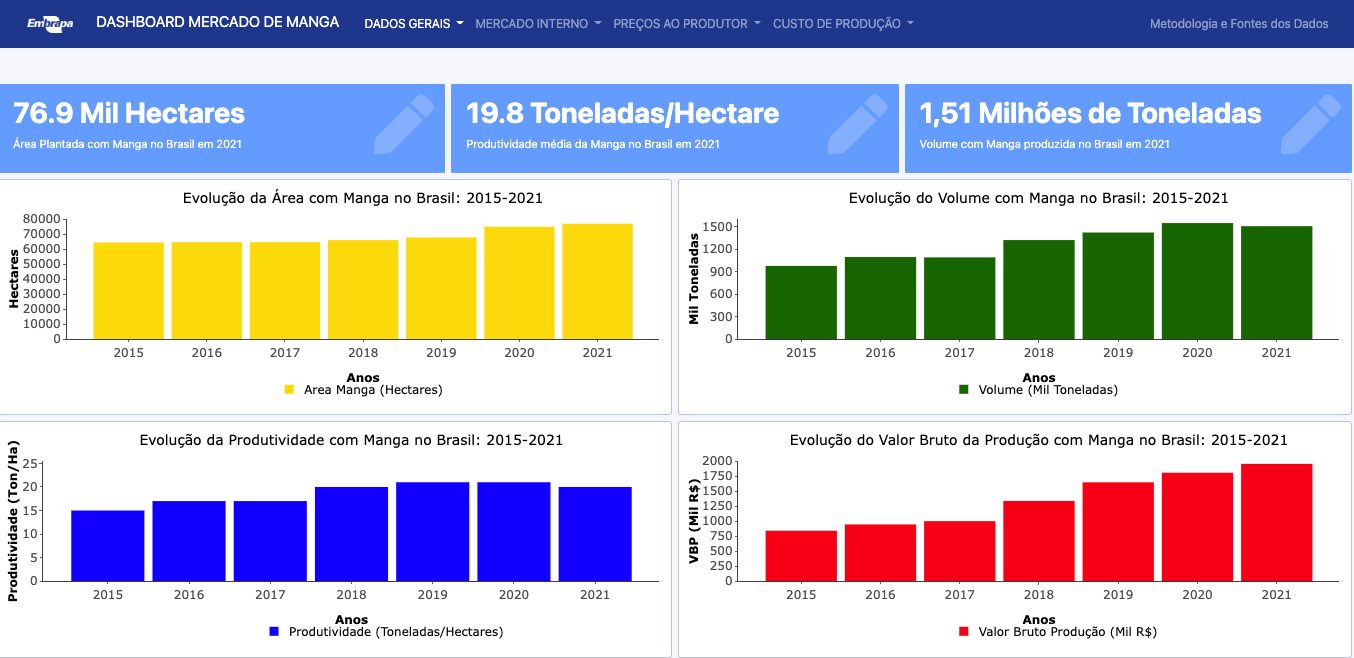 Embrapa DASHBOARD MERCADO DE MANGA DADOS GERAIS MERCADO INTERNO PREÇOS AO PRODUTOR CUSTO DE PRODUÇÃO Metodologia e Fontes dos Dados
76.9 Mil Hectares
Área Plantada com Manga no Brasil em 2021
19.8 Toneladas/Hectare
Produtividade média da Manga no Brasil em 2021
1,51 Milhões de Toneladas
Volume com Manga produzida no Brasil em 2021
Evolução da Área com Manga no Brasil: 2015-2021
Hectares
80000
70000
60000
50000
40000
30000
20000
10000
0
2015 2016 2017 2018 2019 2020 2021
Anos
Area Manga (Hectares)
Evolução do Volume com Manga no Brasil: 2015-2021
Mil Toneladas
1500
1200
900
600
300
0
2015 2016 2017 2018 2019 2020 2021
Anos
Volume (Mil Toneladas)
Evolução da Produtividade com Manga no Brasil: 2015-2021
Produtividade (Ton/Ha)
25
20
15
10
5
0
2015 2016 2017 2018 2019 2020 2021
Anos
Produtividade (Toneladas/Hectares)
Evolução do Valor Bruto da Produção com Manga no Brasil: 2015-2021
VBP (Mil R$)
2000
1750
1500
1250
1000
750
500
250
0
2015 2016 2017 2018 2019 2020 2021
Anos
Valor Bruto Produção (Mil R$)